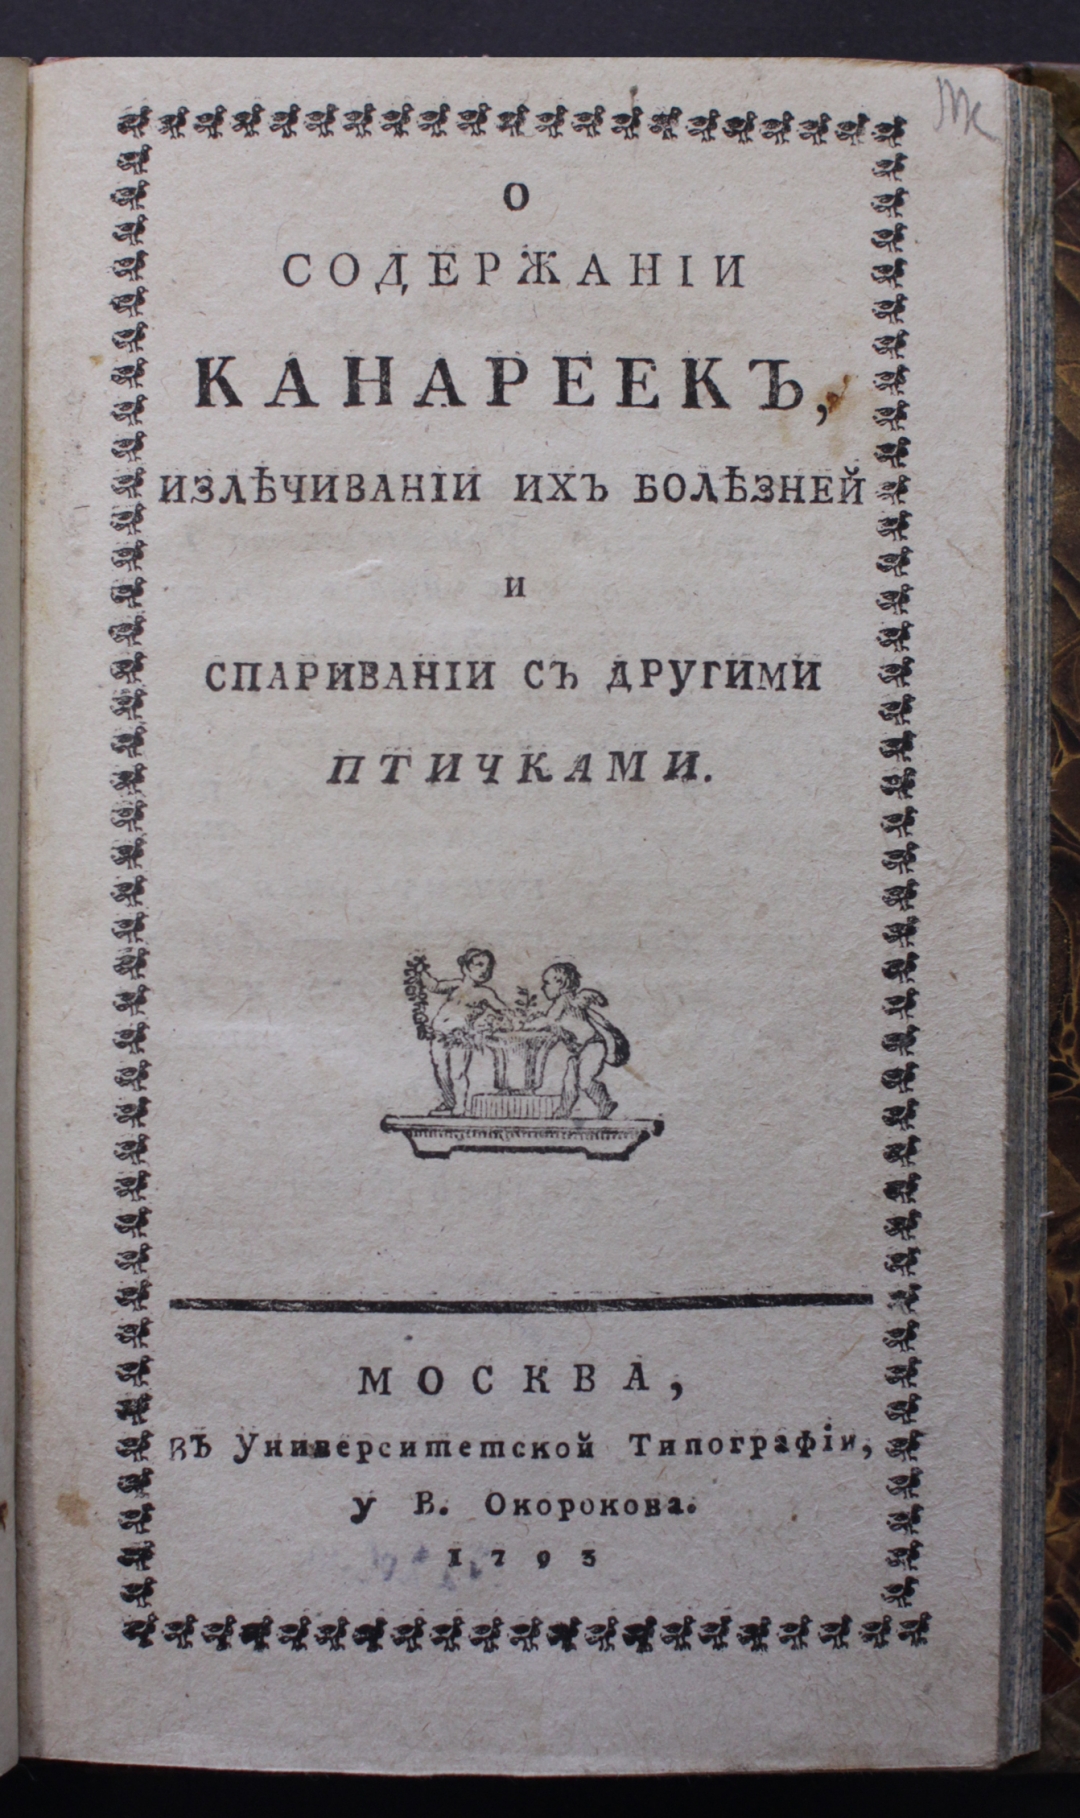 О
СОДЕРЖАНІИ
КАНАРЕЕКЪ,
ИЗЛѢЧИВАНІИ ИХЪ БОЛѢЗНЕЙ
И
СПАРИВАНІИ СЪ ДРУГИМИ
ПТИЧКАМИ.
МОСКВА,
въ Университетской Типографіи,
у В. Окорокова.
1793